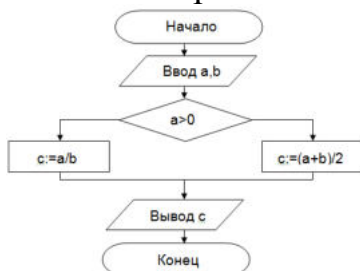 Начало
Ввод a,b
a>0
c:=a/b
c:=(a+b)/2
Вывод c
Конец